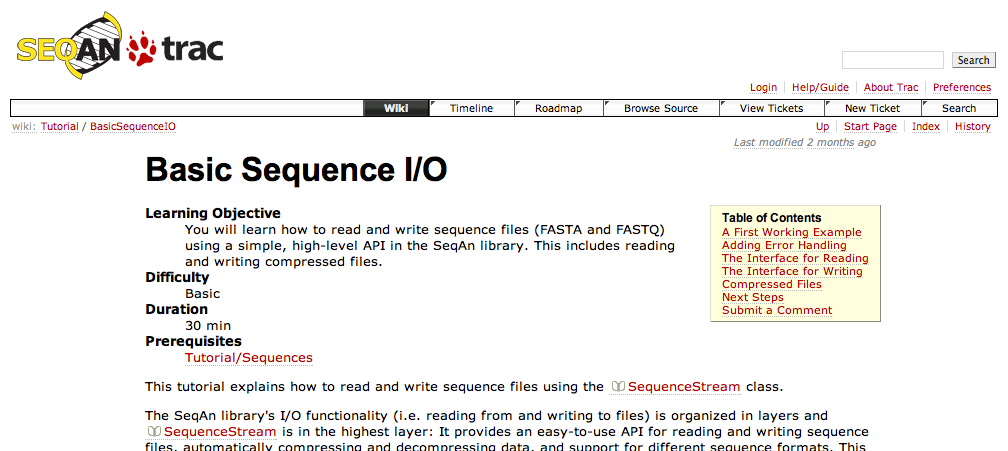 SEQAN trac
Search
Login Help/Guide About Trac Preferences
Wiki Timeline Roadmap Browse Source View Tickets New Ticket Search
wiki: Tutorial / BasicSequenceIO
Up Start Page Index History
Last modified 2 months ago
Basic Sequence I/O
Learning Objective
You will learn how to read and write sequence files (FASTA and FASTQ)
using a simple, high-level API in the SeqAn library. This includes reading
and writing compressed files.
Difficulty
Basic
Duration
30 min
Prerequisites
Tutorial/Sequences
Table of Contents
A First Working Example
Adding Error Handling
The Interface for Reading
The Interface for Writing
Compressed Files
Next Steps
Submit a Comment
This tutorial explains how to read and write sequence files using the SequenceStream class.
The SeqAn library's I/O functionality (i.e. reading from and writing to files) is organized in layers and
SequenceStream is in the highest layer: It provides an easy-to-use API for reading and writing sequence
files, automatically compressing and decompressing data, and support for different sequence formats. This